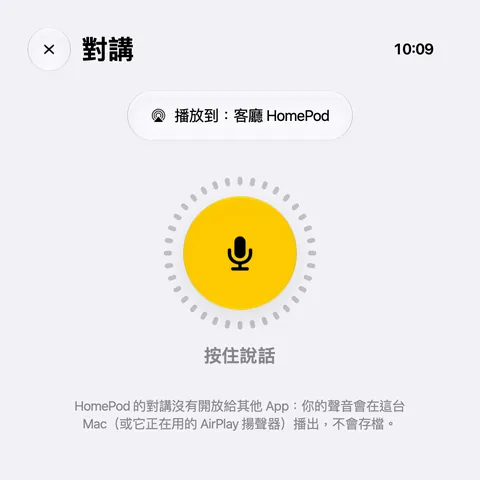 對講
10:09
播放到：客廳 HomePod
按住說話
HomePod 的對講沒有開放給其他 App：你的聲音會在這台
Mac（或它正在用的 AirPlay 揚聲器）播出，不會存檔。